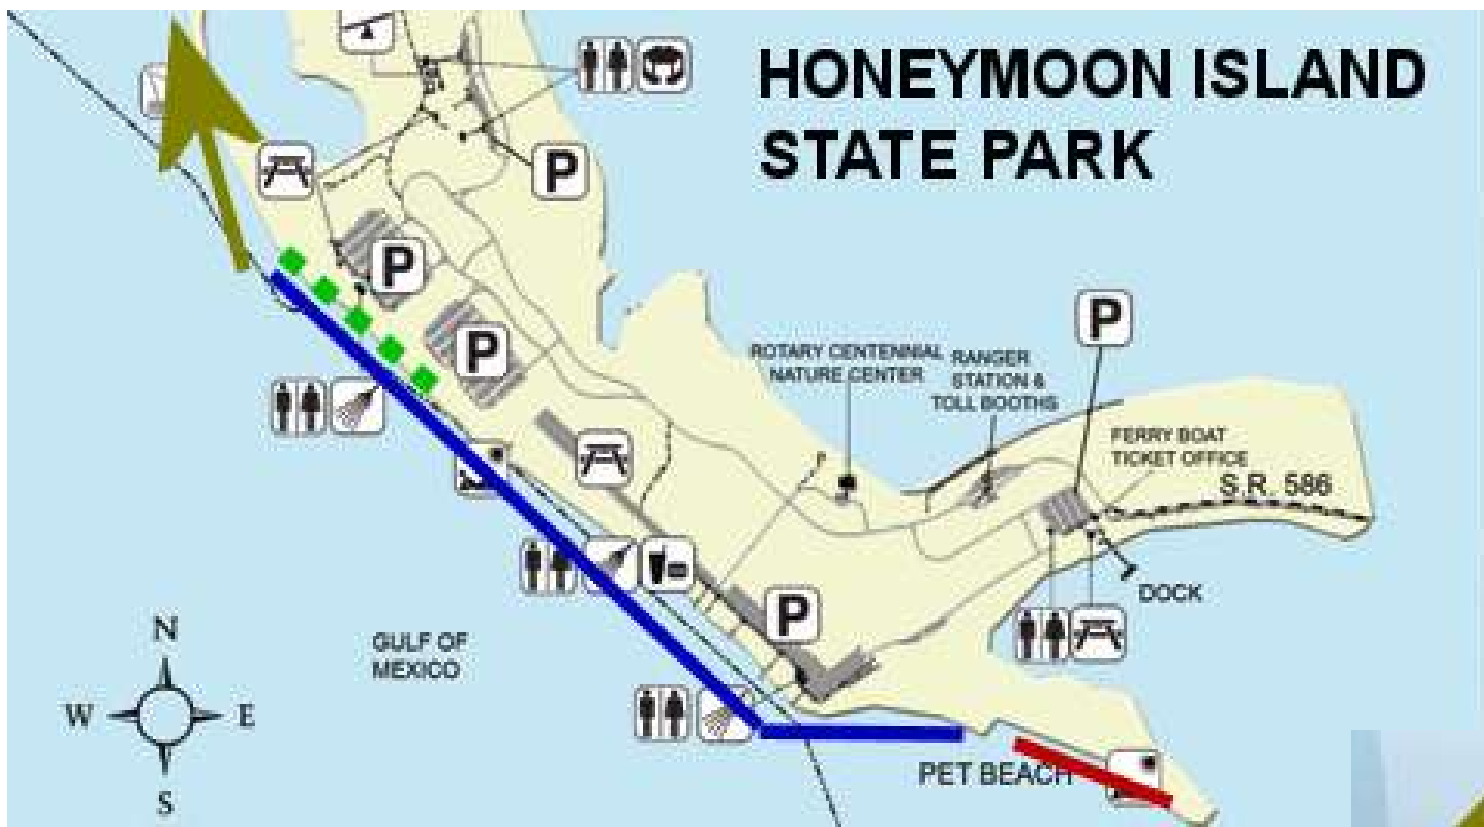 HONEYMOON ISLAND
STATE PARK
P
P
P
P
ROTARY CENTENNIAL
NATURE CENTER
RANGER
STATION &
TOLL BOOTHS
FERRY BOAT
TICKET OFFICE
S.R. 586
DOCK
P
GULF OF
MEXICO
N
W
E
S
PET BEACH